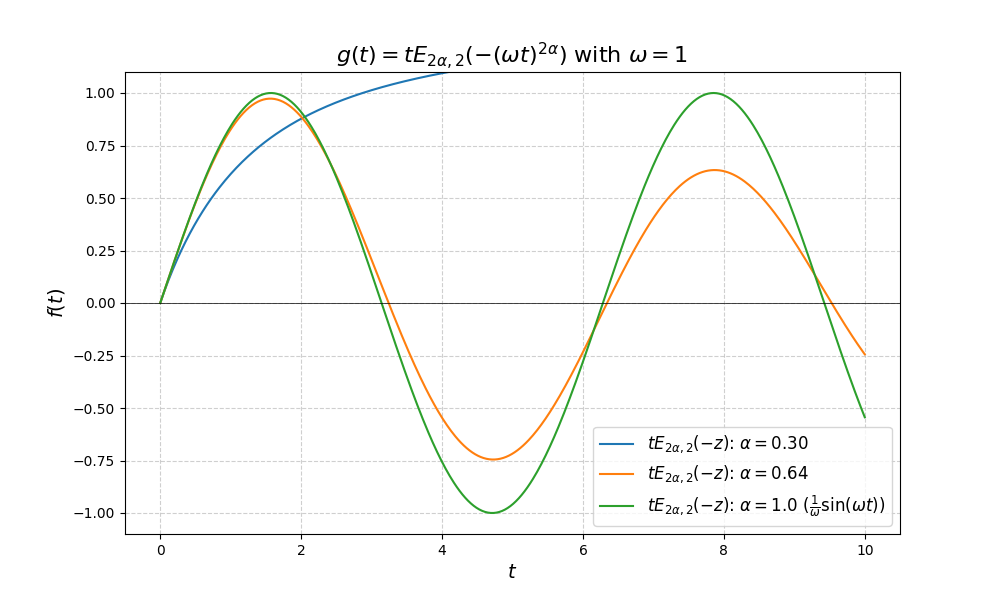 g(t) = tE_{2α,2}(−(ωt)^{2α}) with ω = 1
f(t)
1.00
0.75
0.50
0.25
0.00
−0.25
−0.50
−0.75
−1.00
tE_{2α,2}(−z): α = 0.30
tE_{2α,2}(−z): α = 0.64
tE_{2α,2}(−z): α = 1.0 (\frac{1}{ω}sin(ωt))
0 2 4 6 8 10
t